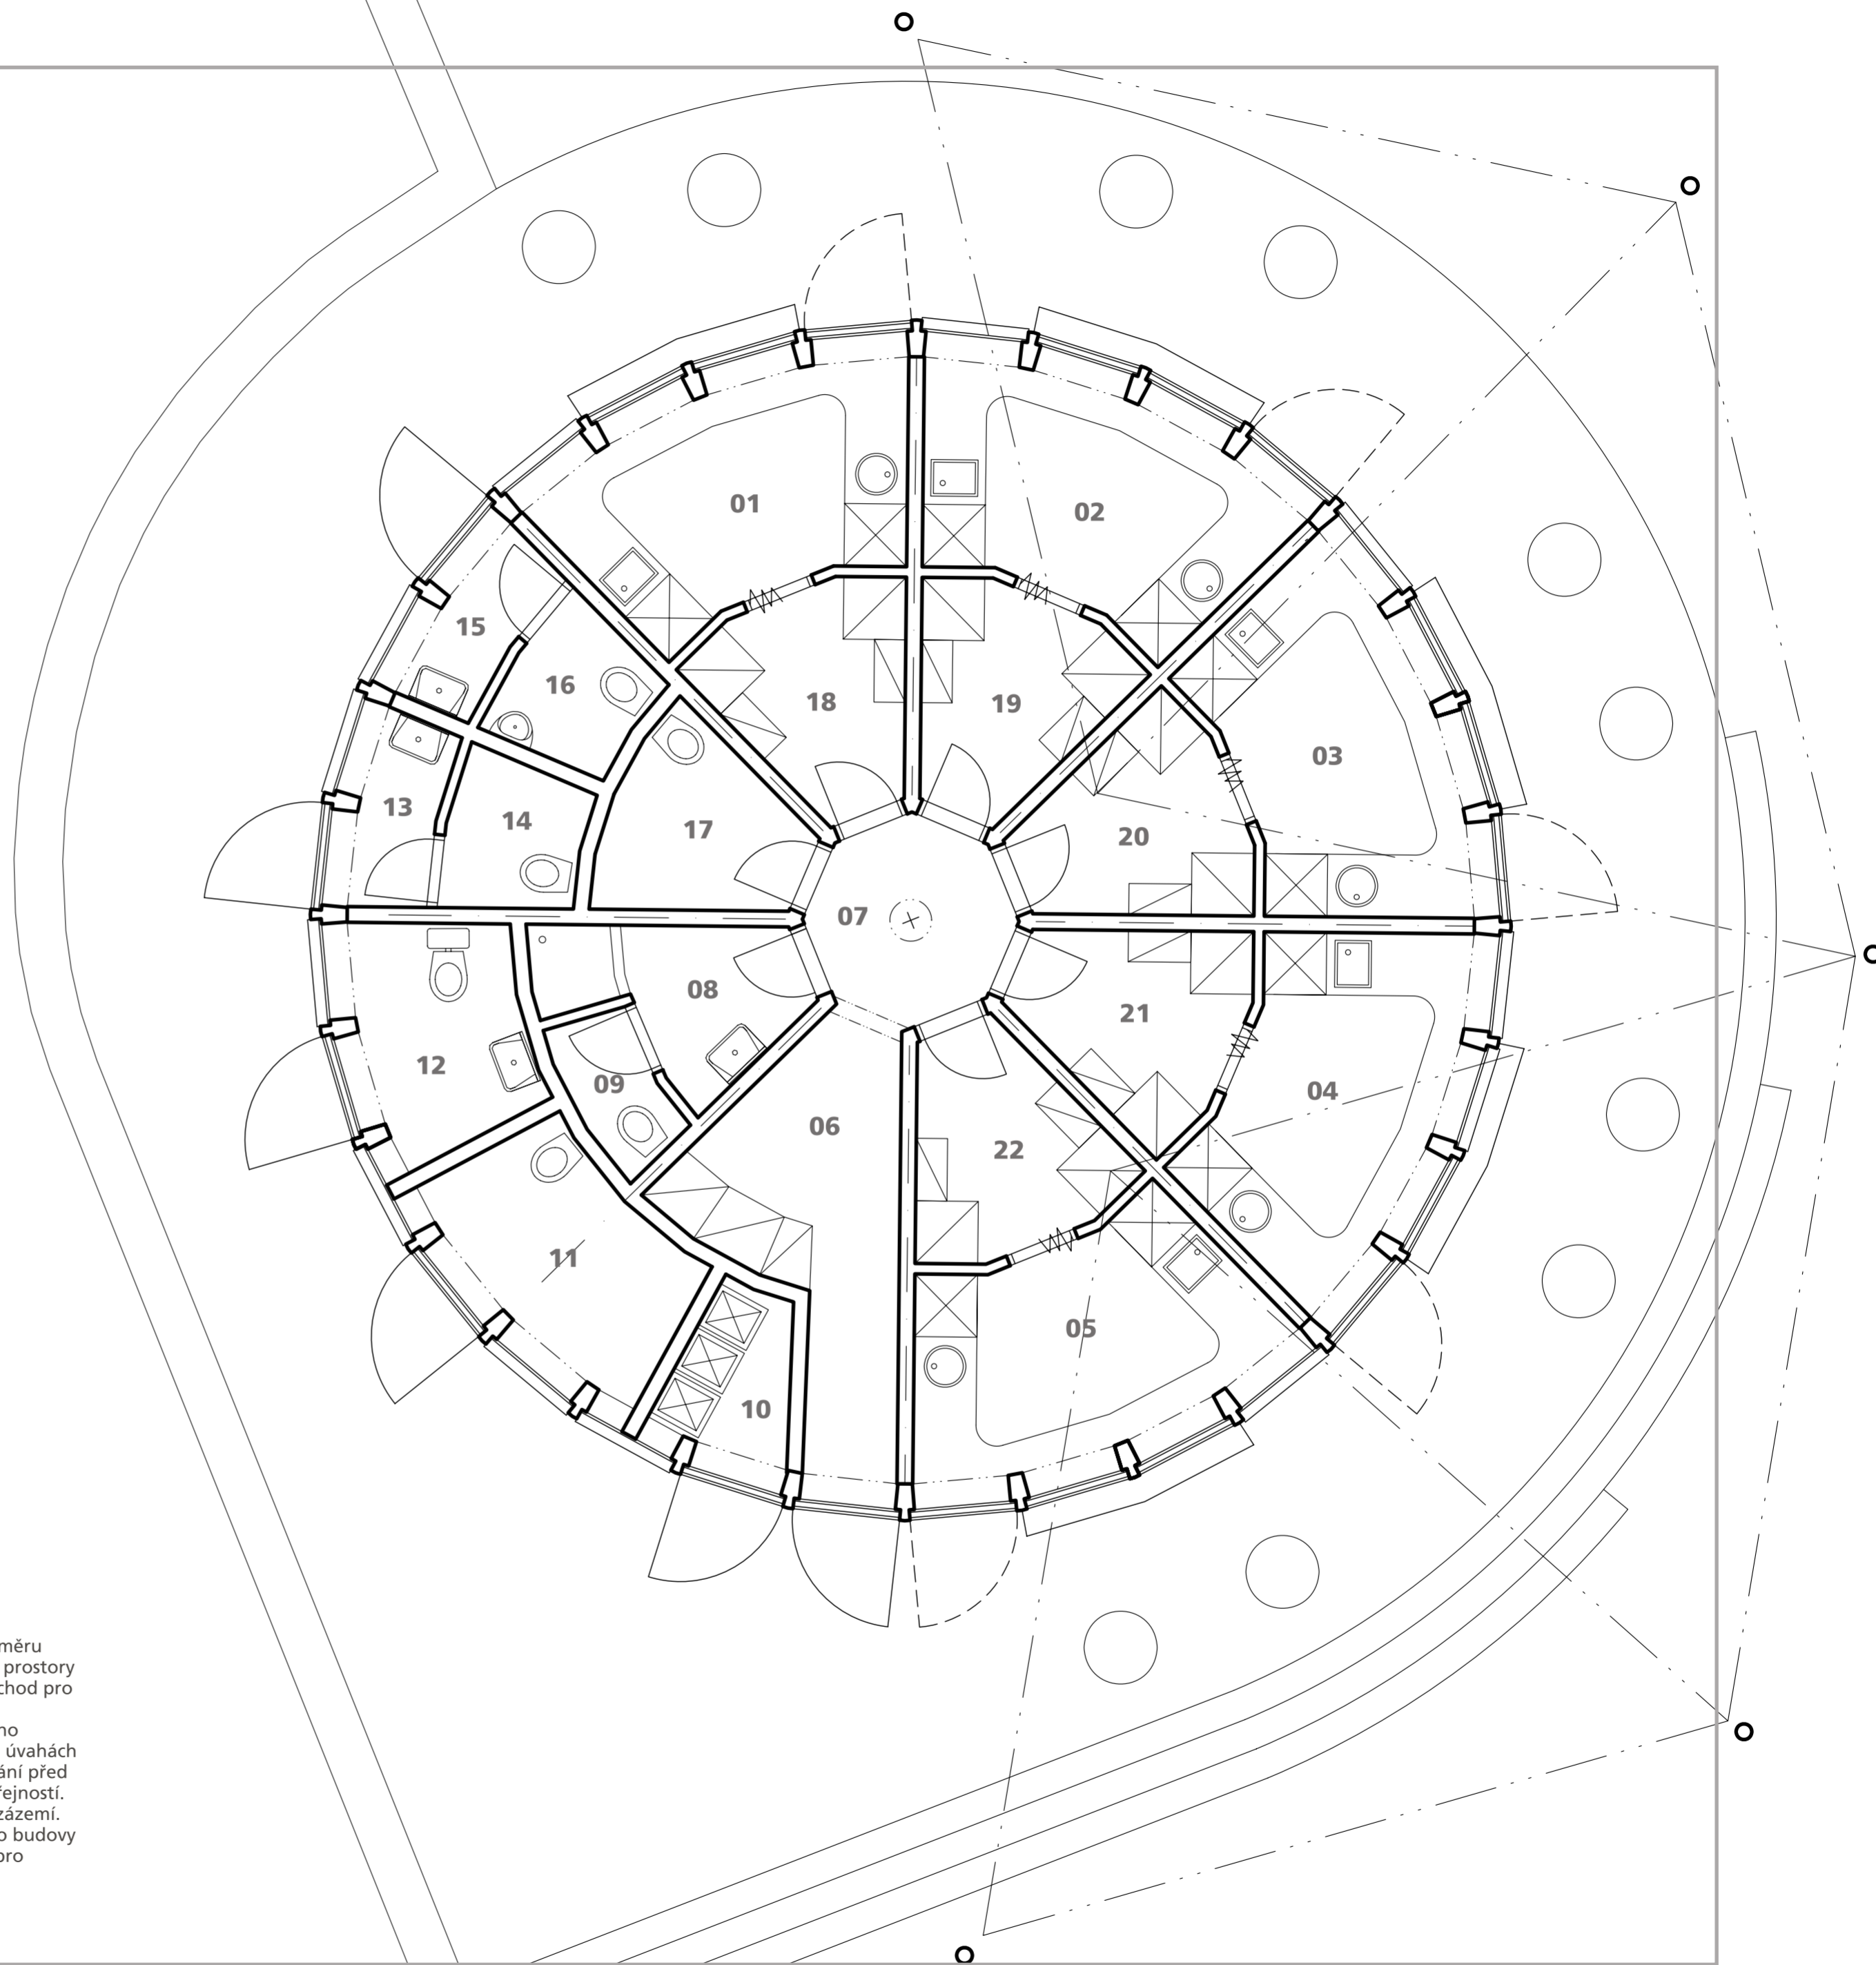 01
02
15
16
18
19
03
13
14
17
20
07
08
21
12
09
06
22
04
11
05
10
měru
prostory
chod pro
no
úvahách
ání před
řejností.
zázemí.
o budovy
pro